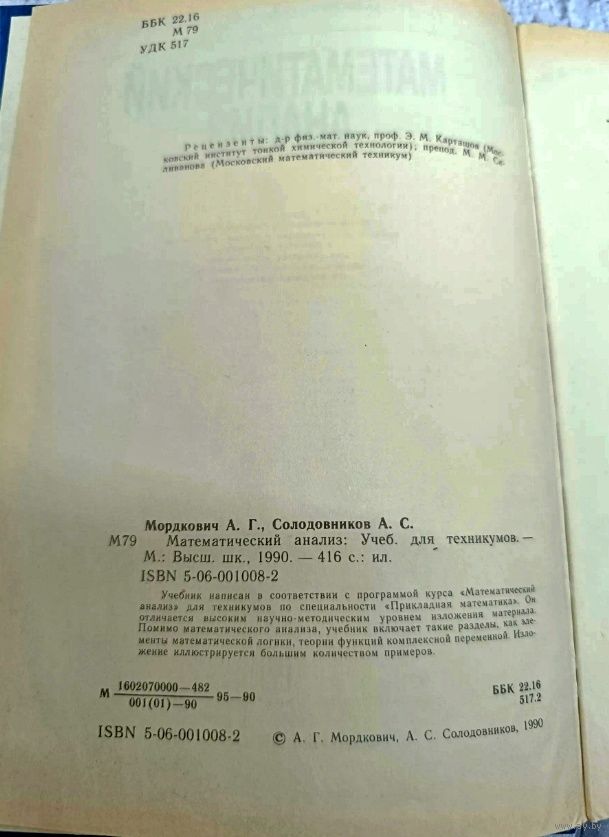 ББК 22.16
М 79
УДК 517
МАТЕМАТИЧЕСКИЙ
Рецензенты: д-р физ.-мат. наук, проф. Э. М. Карташов (Мос-
ковский институт тонкой химической технологии); препод. М. М. Се-
ливанова (Московский математический техникум)
Мордкович А. Г., Солодовников А. С.
М79 Математический анализ: Учеб. для техникумов. —
М.: Высш. шк., 1990. — 416 с.: ил.
ISBN 5-06-001008-2
Учебник написан в соответствии с программой курса «Математический
анализ» для техникумов по специальности «Прикладная математика». Он
отличается высоким научно-методическим уровнем изложения материала.
Помимо математического анализа, учебник включает такие разделы, как эле-
менты математической логики, теории функций комплексной переменной. Изло-
жение иллюстрируется большим количеством примеров.
М 1602070000—482
001(01)—90 95—90
ББК 22.16
517.2
ISBN 5-06-001008-2
© А. Г. Мордкович, А. С. Солодовников, 1990
www.ay.by